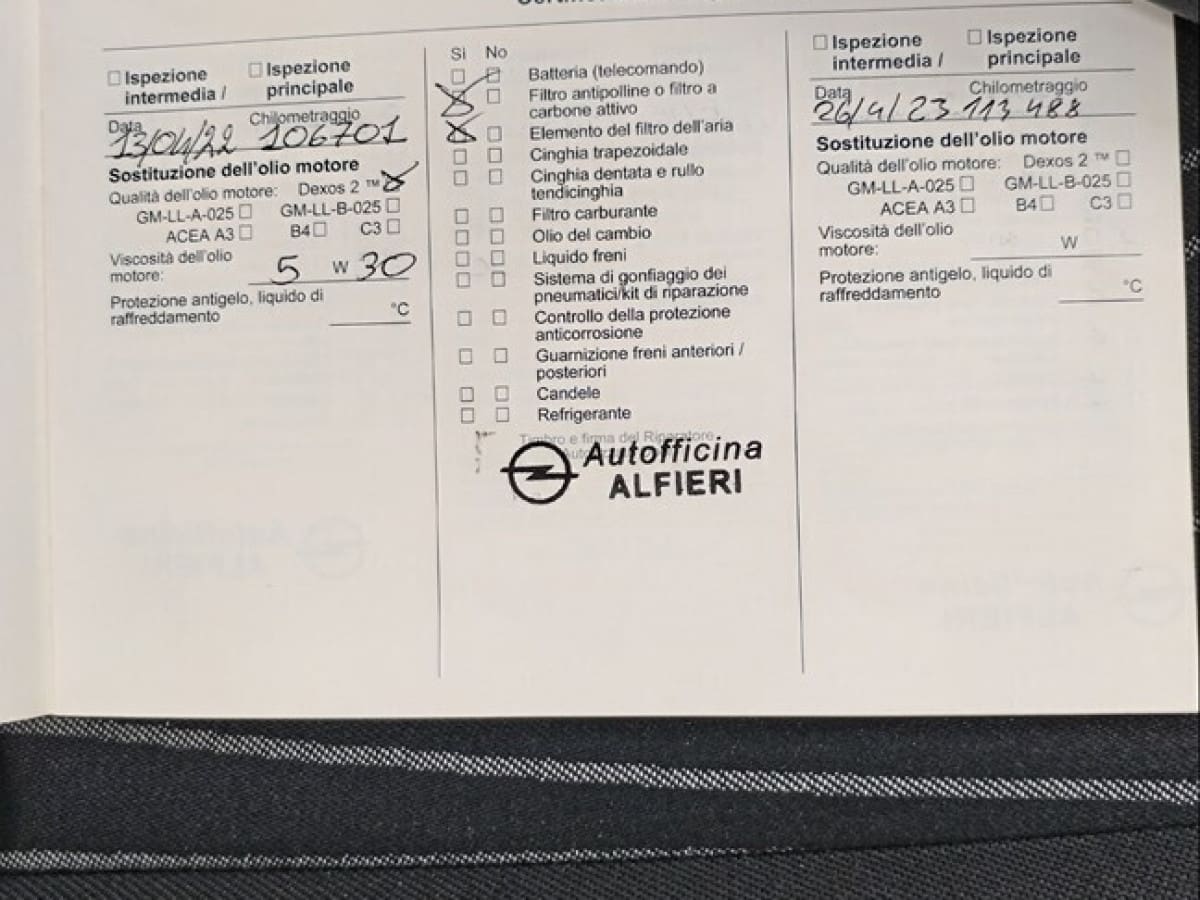 ☐ Ispezione intermedia / ☐ Ispezione principale
Data Chilometraggio
13/04/22 106701
Sostituzione dell'olio motore
Qualità dell'olio motore: Dexos 2 ™ ☒
GM-LL-A-025 ☐ GM-LL-B-025 ☐
ACEA A3 ☐ B4 ☐ C3 ☐
Viscosità dell'olio
motore: 5 W 30
Protezione antigelo, liquido di
raffreddamento °C
Sì No
☐ ☐ Batteria (telecomando)
☒ ☐ Filtro antipolline o filtro a
carbone attivo
☒ ☐ Elemento del filtro dell'aria
☐ ☐ Cinghia trapezoidale
☐ ☐ Cinghia dentata e rullo
tendicinghia
☐ ☐ Filtro carburante
☐ ☐ Olio del cambio
☐ ☐ Liquido freni
☐ ☐ Sistema di gonfiaggio dei
pneumatici/kit di riparazione
☐ ☐ Controllo della protezione
anticorrosione
☐ ☐ Guarnizione freni anteriori /
posteriori
☐ ☐ Candele
☐ ☐ Refrigerante
Timbro e firma del Riparatore
Autofficina
ALFIERI
☐ Ispezione intermedia / ☐ Ispezione principale
Data Chilometraggio
26/4/23 113 488
Sostituzione dell'olio motore
Qualità dell'olio motore: Dexos 2 ™ ☐
GM-LL-A-025 ☐ GM-LL-B-025 ☐
ACEA A3 ☐ B4 ☐ C3 ☐
Viscosità dell'olio
motore: W
Protezione antigelo, liquido di
raffreddamento °C